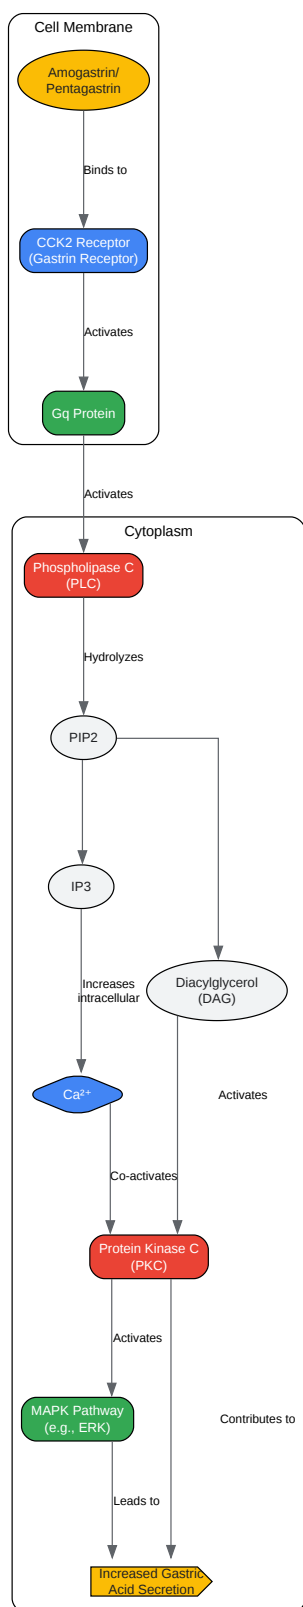 Cell Membrane
Amogastrin/
Pentagastrin
Binds to
CCK2 Receptor
(Gastrin Receptor)
Activates
Gq Protein
Activates
Cytoplasm
Phospholipase C
(PLC)
Hydrolyzes
PIP2
IP3
Increases
intracellular
Diacylglycerol
(DAG)
Ca²⁺
Activates
Co-activates
Protein Kinase C
(PKC)
Activates
MAPK Pathway
(e.g., ERK)
Contributes to
Leads to
Increased Gastric
Acid Secretion